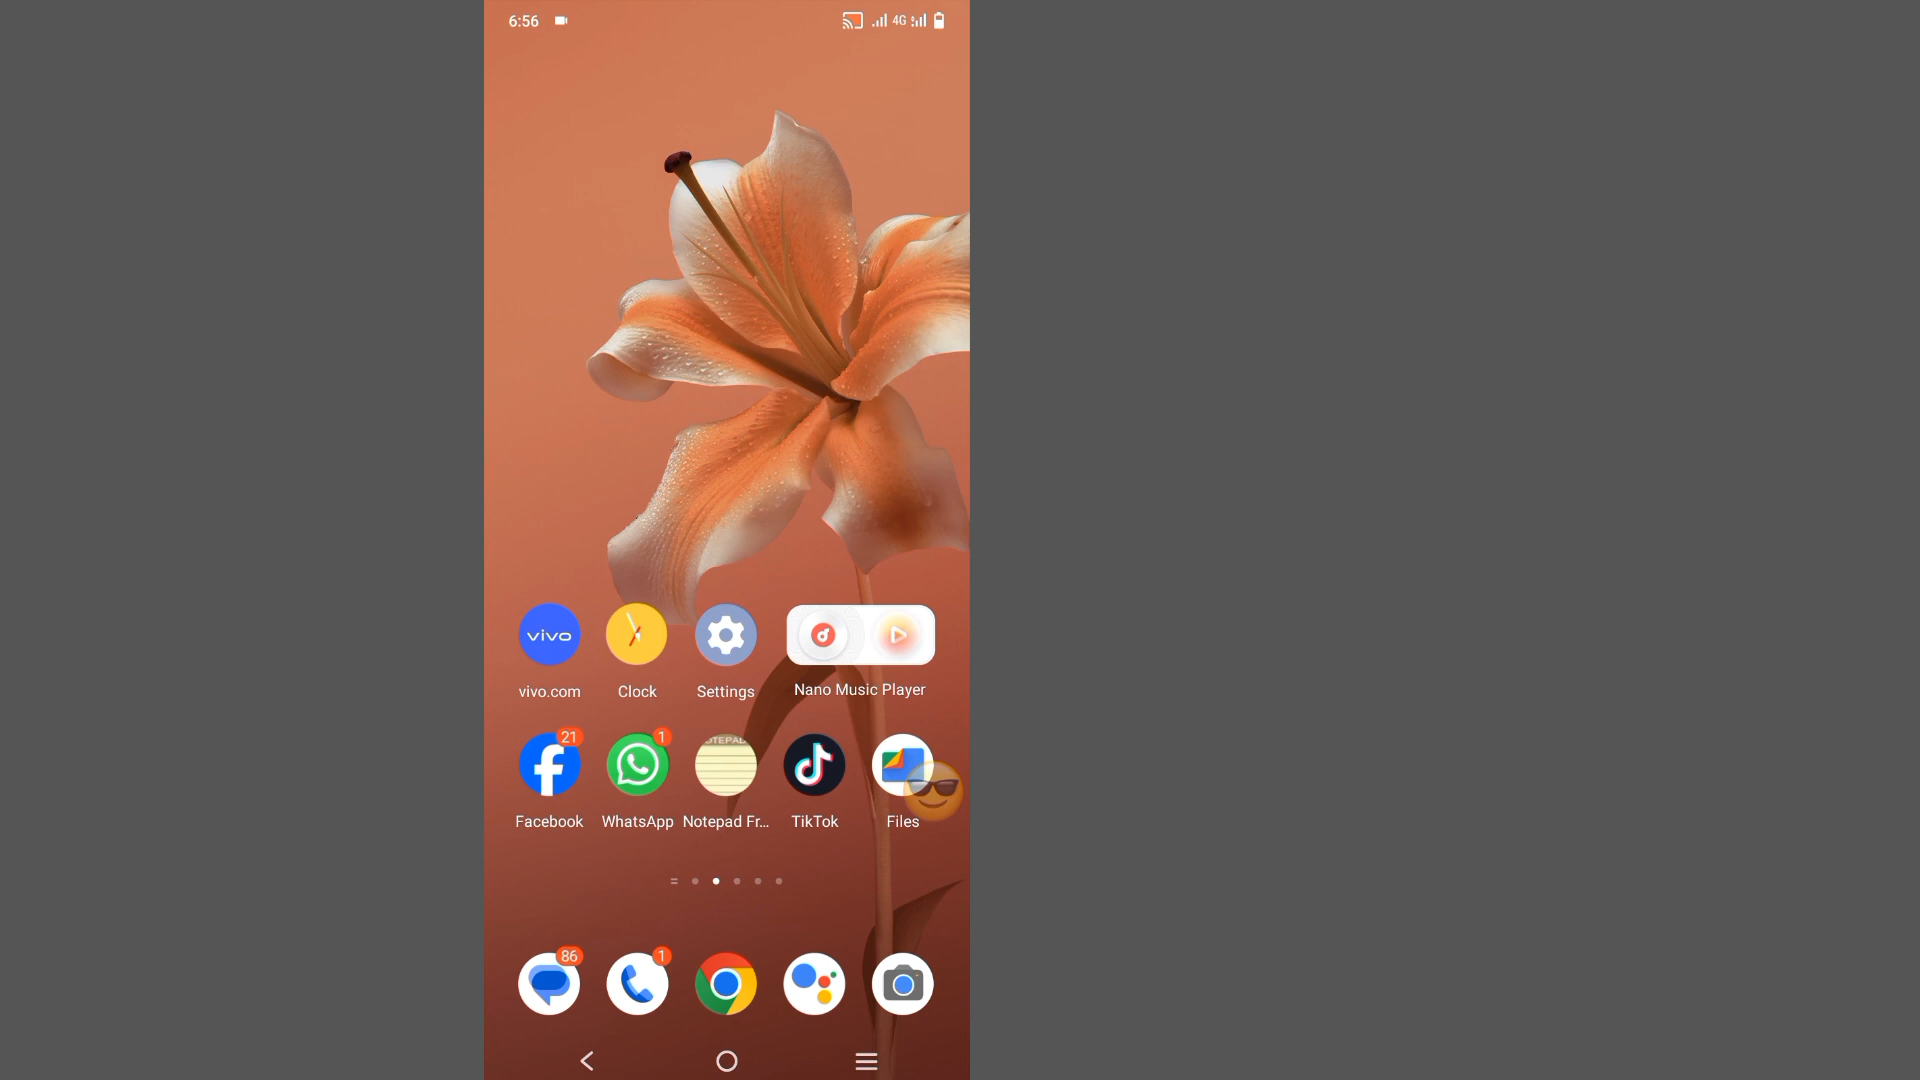 6:56
4G
vivo
vivo.com
Clock
Settings
Nano Music Player
21
1
OTEPAD
Facebook
WhatsApp
Notepad Fr...
TikTok
Files
86
1